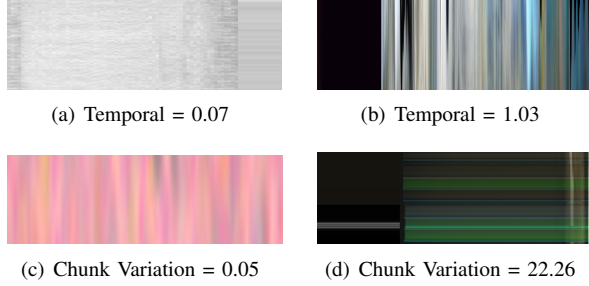 (a) Temporal = 0.07
(b) Temporal = 1.03
(c) Chunk Variation = 0.05
(d) Chunk Variation = 22.26